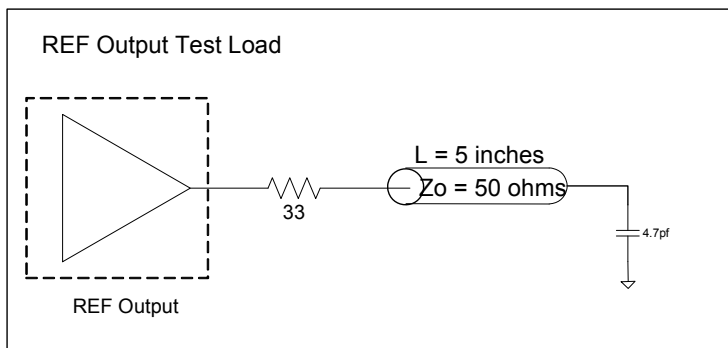 REF Output Test Load
L = 5 inches
Zo = 50 ohms
33
4.7pf
REF Output